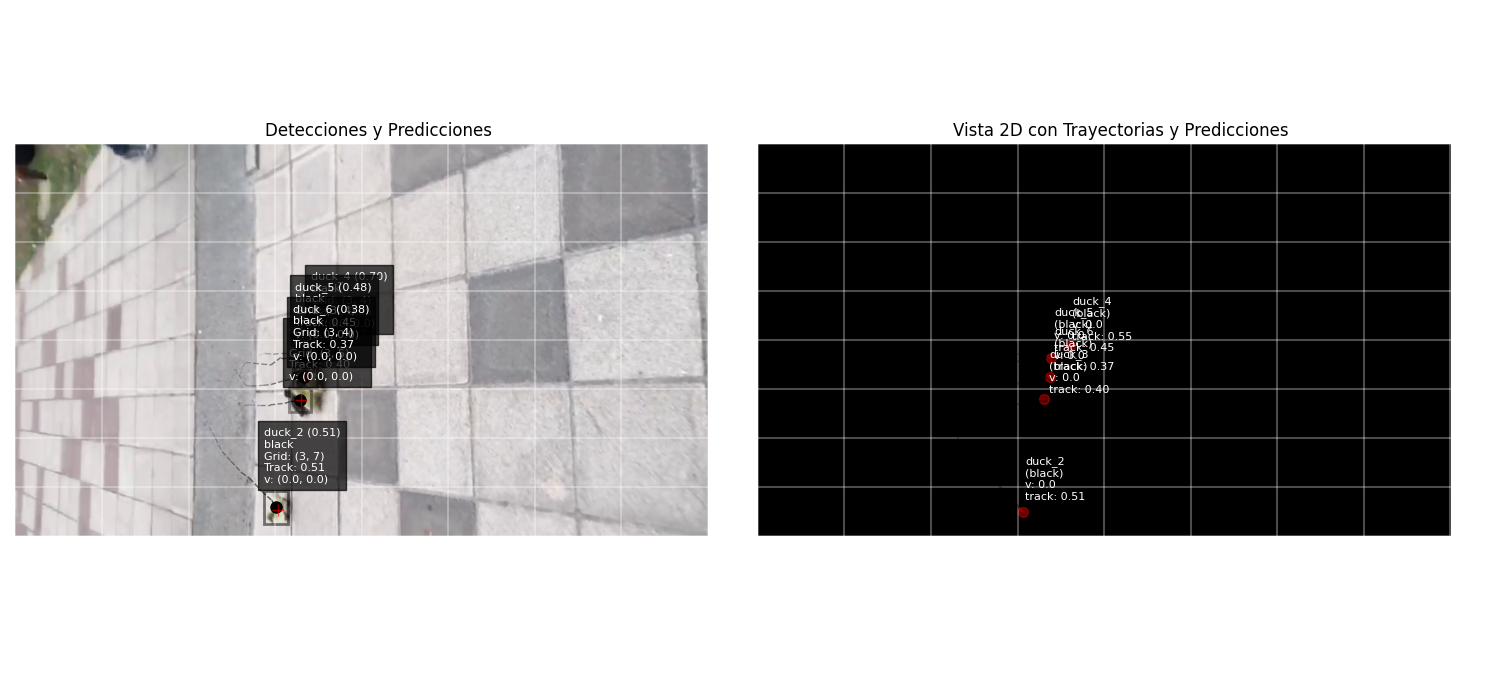 Detecciones y Predicciones
duck_4 (0.70)
duck_5 (0.48)
black
duck_6 (0.38)
black
Grid: (3, 4)
Track: 0.37
v: (0.0, 0.0)
v: (0.0, 0.0)
duck_2 (0.51)
black
Grid: (3, 7)
Track: 0.51
v: (0.0, 0.0)
Vista 2D con Trayectorias y Predicciones
duck_4
(black)
track: 0.55
track: 0.45
track: 0.37
v: 0.0
track: 0.40
duck_2
(black)
v: 0.0
track: 0.51